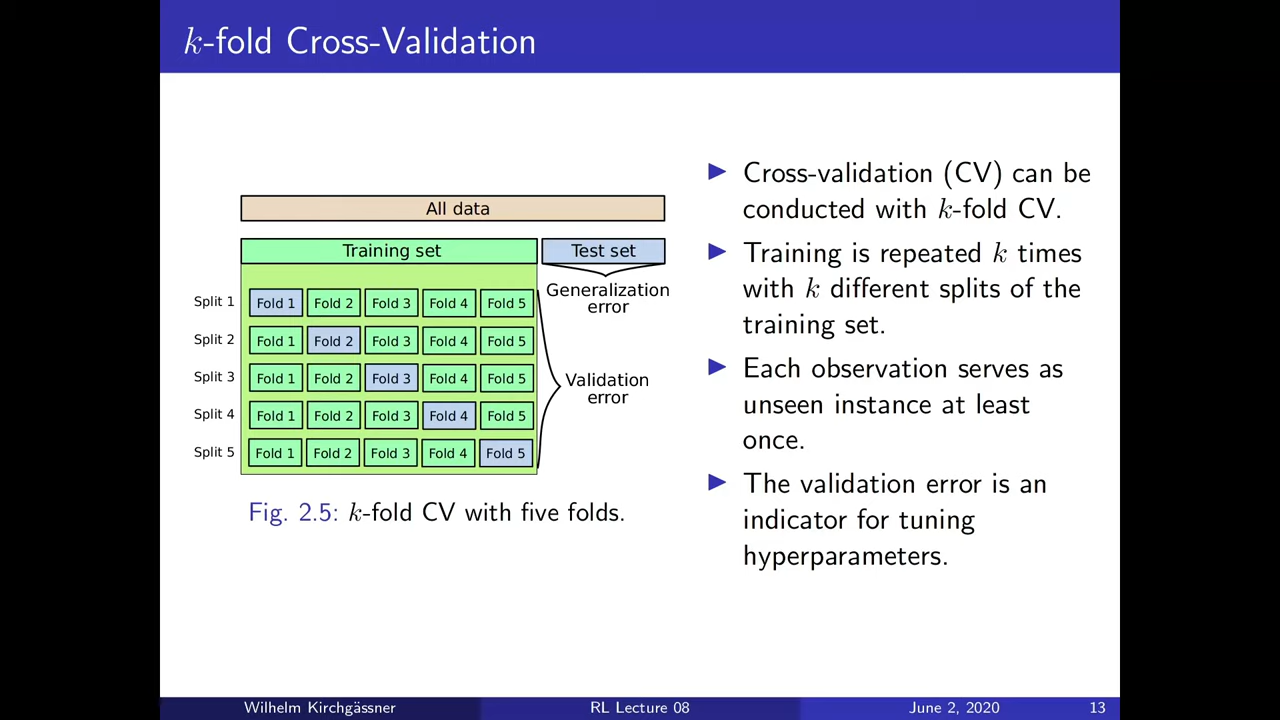 k-fold Cross-Validation
All data
Training set
Test set
Generalization
error
Split 1 Fold 1 Fold 2 Fold 3 Fold 4 Fold 5
Split 2 Fold 1 Fold 2 Fold 3 Fold 4 Fold 5
Split 3 Fold 1 Fold 2 Fold 3 Fold 4 Fold 5
Split 4 Fold 1 Fold 2 Fold 3 Fold 4 Fold 5
Split 5 Fold 1 Fold 2 Fold 3 Fold 4 Fold 5
Validation
error
Fig. 2.5: k-fold CV with five folds.
Cross-validation (CV) can be
conducted with k-fold CV.
Training is repeated k times
with k different splits of the
training set.
Each observation serves as
unseen instance at least
once.
The validation error is an
indicator for tuning
hyperparameters.
Wilhelm Kirchgässner
RL Lecture 08
June 2, 2020
13